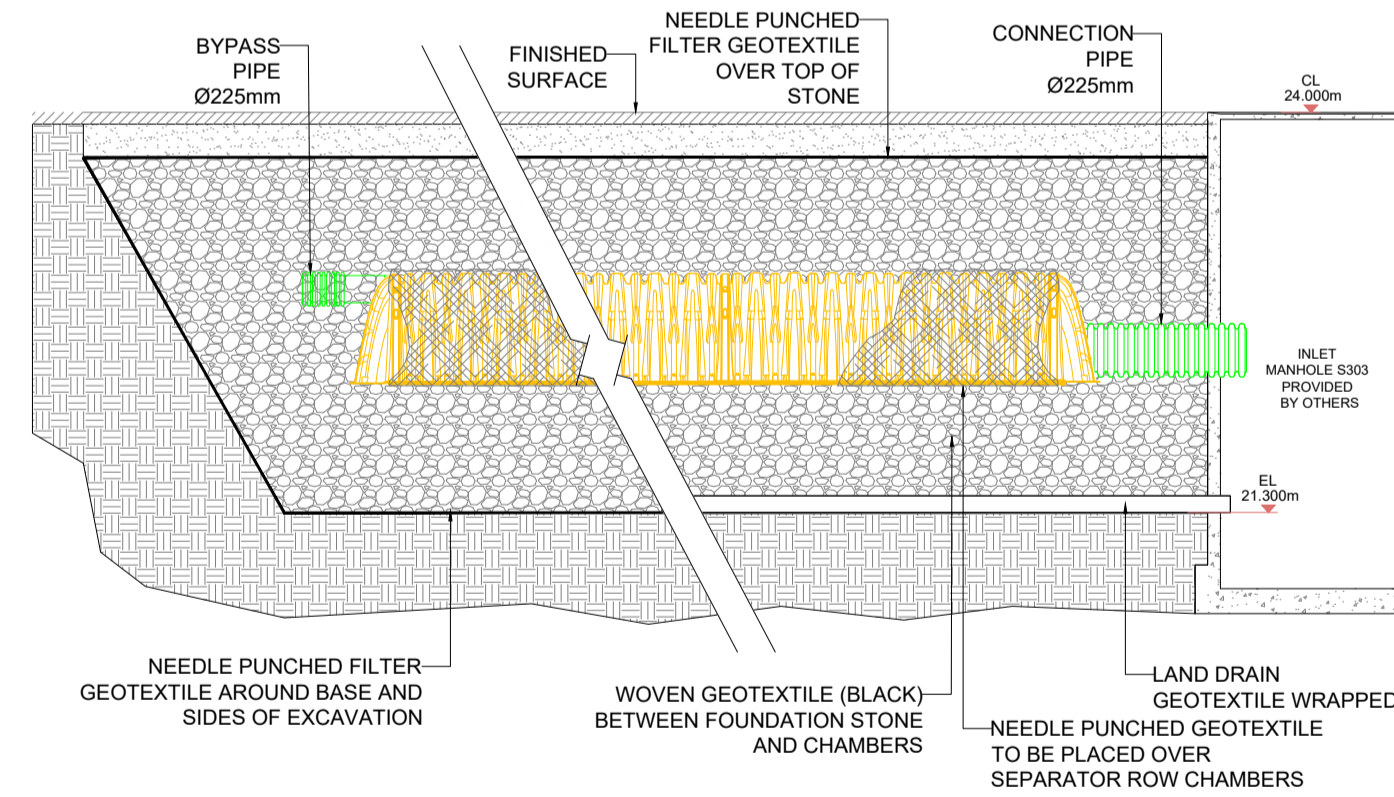 BYPASS
PIPE
Ø225mm
FINISHED
SURFACE
NEEDLE PUNCHED
FILTER GEOTEXTILE
OVER TOP OF
STONE
CONNECTION
PIPE
Ø225mm
CL
24.000m
INLET
MANHOLE S303
PROVIDED
BY OTHERS
EL
21.300m
NEEDLE PUNCHED FILTER
GEOTEXTILE AROUND BASE AND
SIDES OF EXCAVATION
WOVEN GEOTEXTILE (BLACK)
BETWEEN FOUNDATION STONE
AND CHAMBERS
LAND DRAIN
GEOTEXTILE WRAPPED
NEEDLE PUNCHED GEOTEXTILE
TO BE PLACED OVER
SEPARATOR ROW CHAMBERS